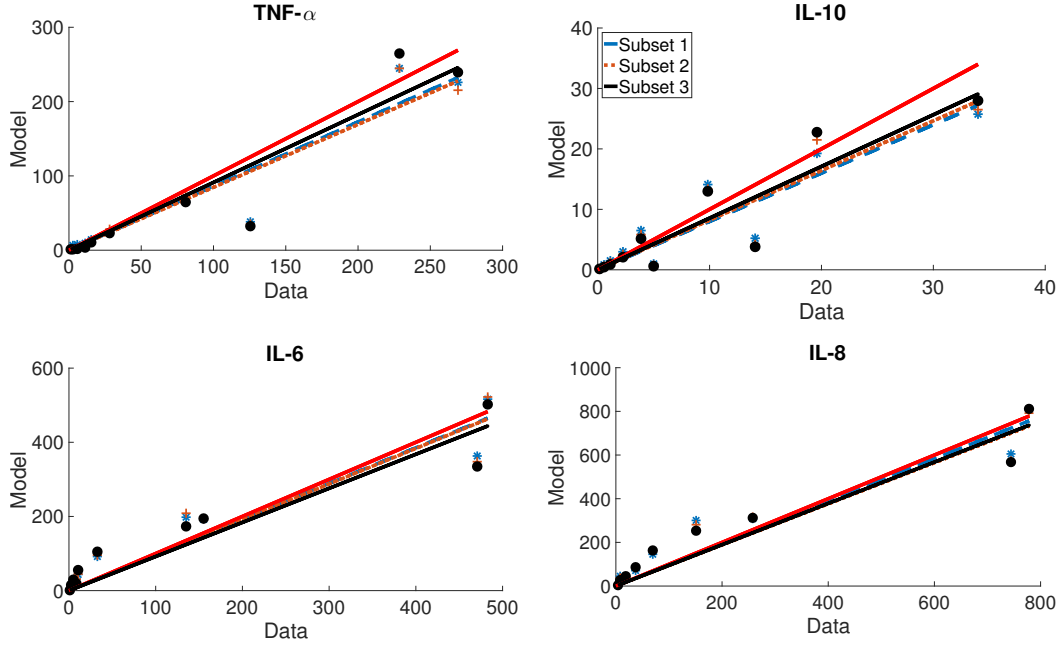 TNF-α
300
200
100
0
0 50 100 150 200 250 300
Model
Data
IL-10
40
30
20
10
0
0 10 20 30 40
Model
Data
Subset 1
Subset 2
Subset 3
IL-6
600
400
200
0
0 100 200 300 400 500
Model
Data
IL-8
1000
800
600
400
200
0
0 200 400 600 800
Model
Data